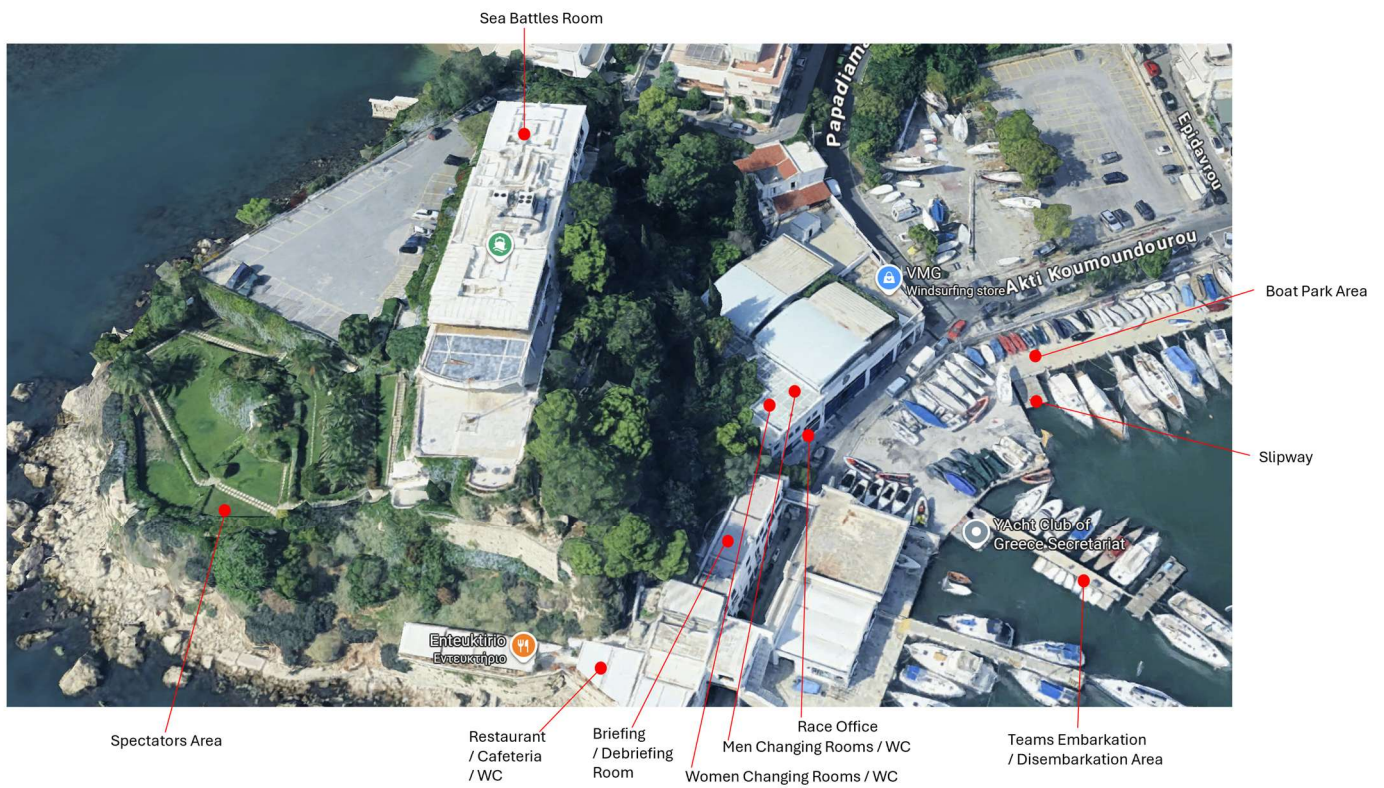 Sea Battles Room
Papadiama
Epidavrou
Akti Koumoundourou
VMG
Windsurfing store
Boat Park Area
Slipway
YAcht Club of
Greece Secretariat
Enteuktirio
Εντευκτήριο
Spectators Area
Restaurant
/ Cafeteria
/ WC
Briefing
/ Debriefing
Room
Race Office
Men Changing Rooms / WC
Women Changing Rooms / WC
Teams Embarkation
/ Disembarkation Area